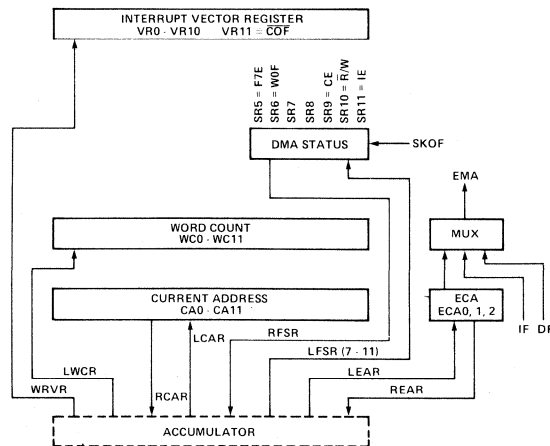 INTERRUPT VECTOR REGISTER
VR0 - VR10 VR11 = C̅O̅F̅
SR5 = F7E
SR6 = W0F
SR7
SR8
SR9 = CE
SR10 = R̅/W
SR11 = IE
DMA STATUS
SKOF
EMA
WORD COUNT
WC0 - WC11
MUX
CURRENT ADDRESS
CA0 - CA11
ECA
ECA0, 1, 2
IF DF
LCAR
RFSR
LFSR (7 - 11)
LWCR
LEAR
WRVR
RCAR
REAR
ACCUMULATOR